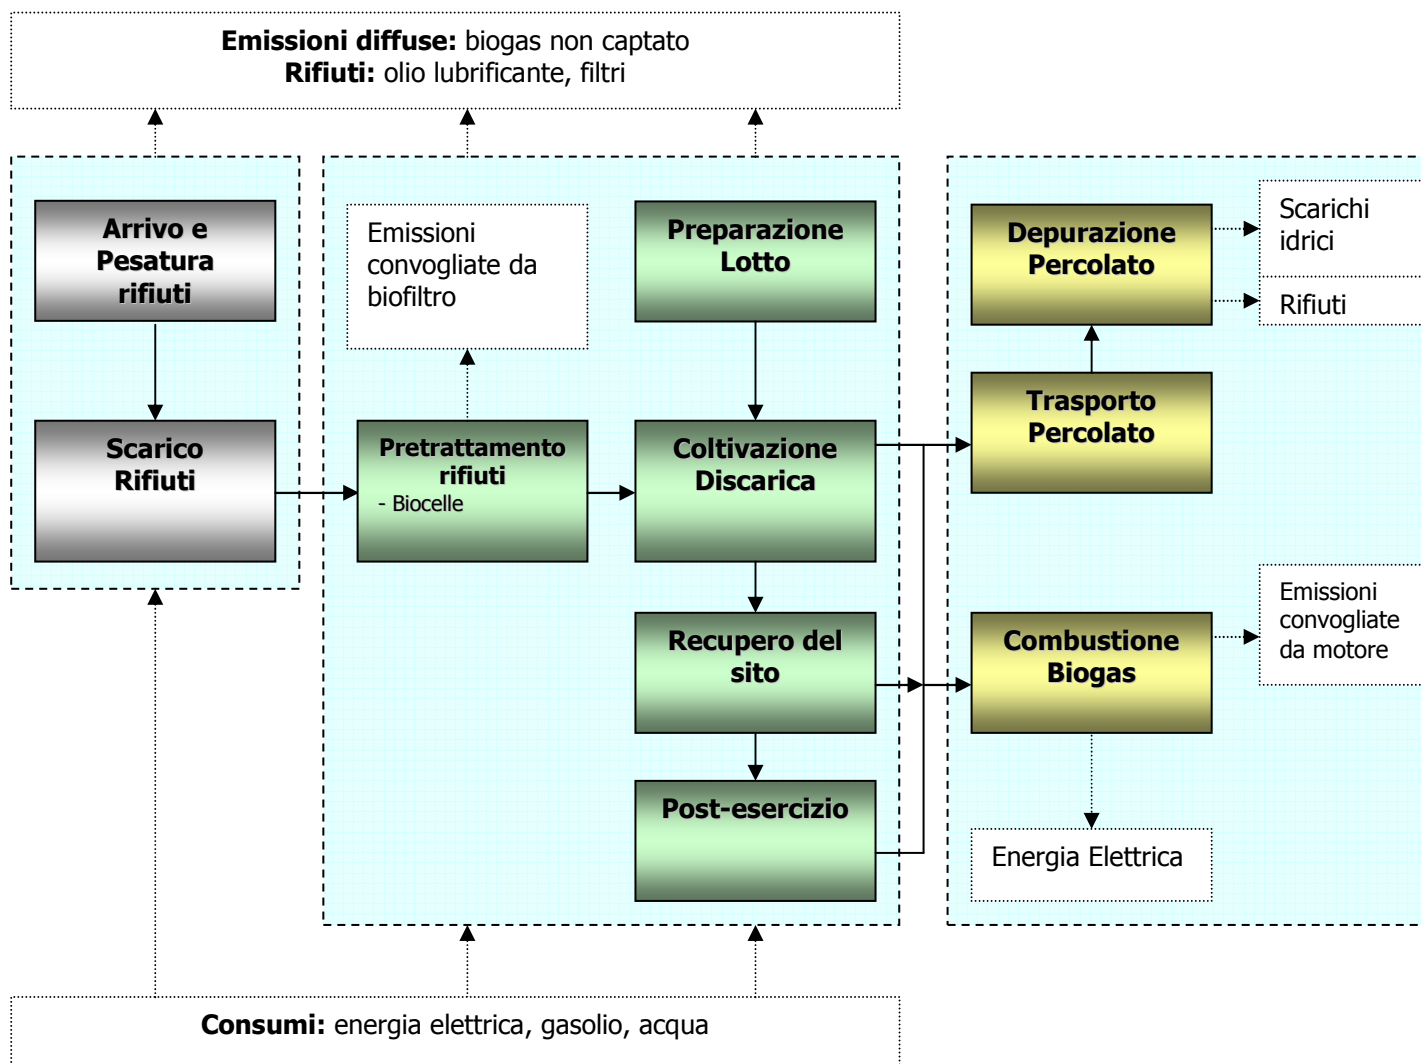 Emissioni diffuse: biogas non captato
Rifiuti: olio lubrificante, filtri
Arrivo e
Pesatura
rifiuti
Scarico
Rifiuti
Emissioni
convogliate da
biofiltro
Pretrattamento
rifiuti
- Biocelle
Preparazione
Lotto
Coltivazione
Discarica
Recupero del
sito
Post-esercizio
Depurazione
Percolato
Trasporto
Percolato
Scarichi
idrici
Rifiuti
Combustione
Biogas
Emissioni
convogliate
da motore
Energia Elettrica
Consumi: energia elettrica, gasolio, acqua